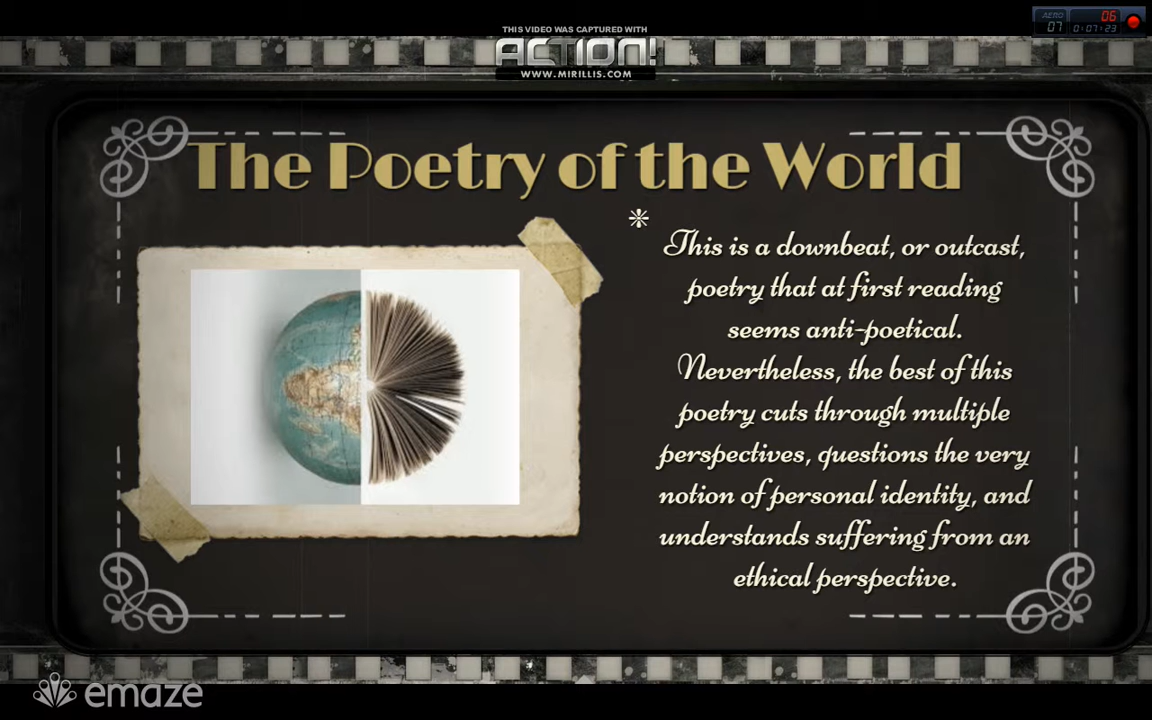 THIS VIDEO WAS CAPTURED WITH
ACTION!
WWW.MIRILLIS.COM
AERO
07
06
0:07:23
The Poetry of the World
This is a downbeat, or outcast,
poetry that at first reading
seems anti-poetical.
Nevertheless, the best of this
poetry cuts through multiple
perspectives, questions the very
notion of personal identity, and
understands suffering from an
ethical perspective.
emaze